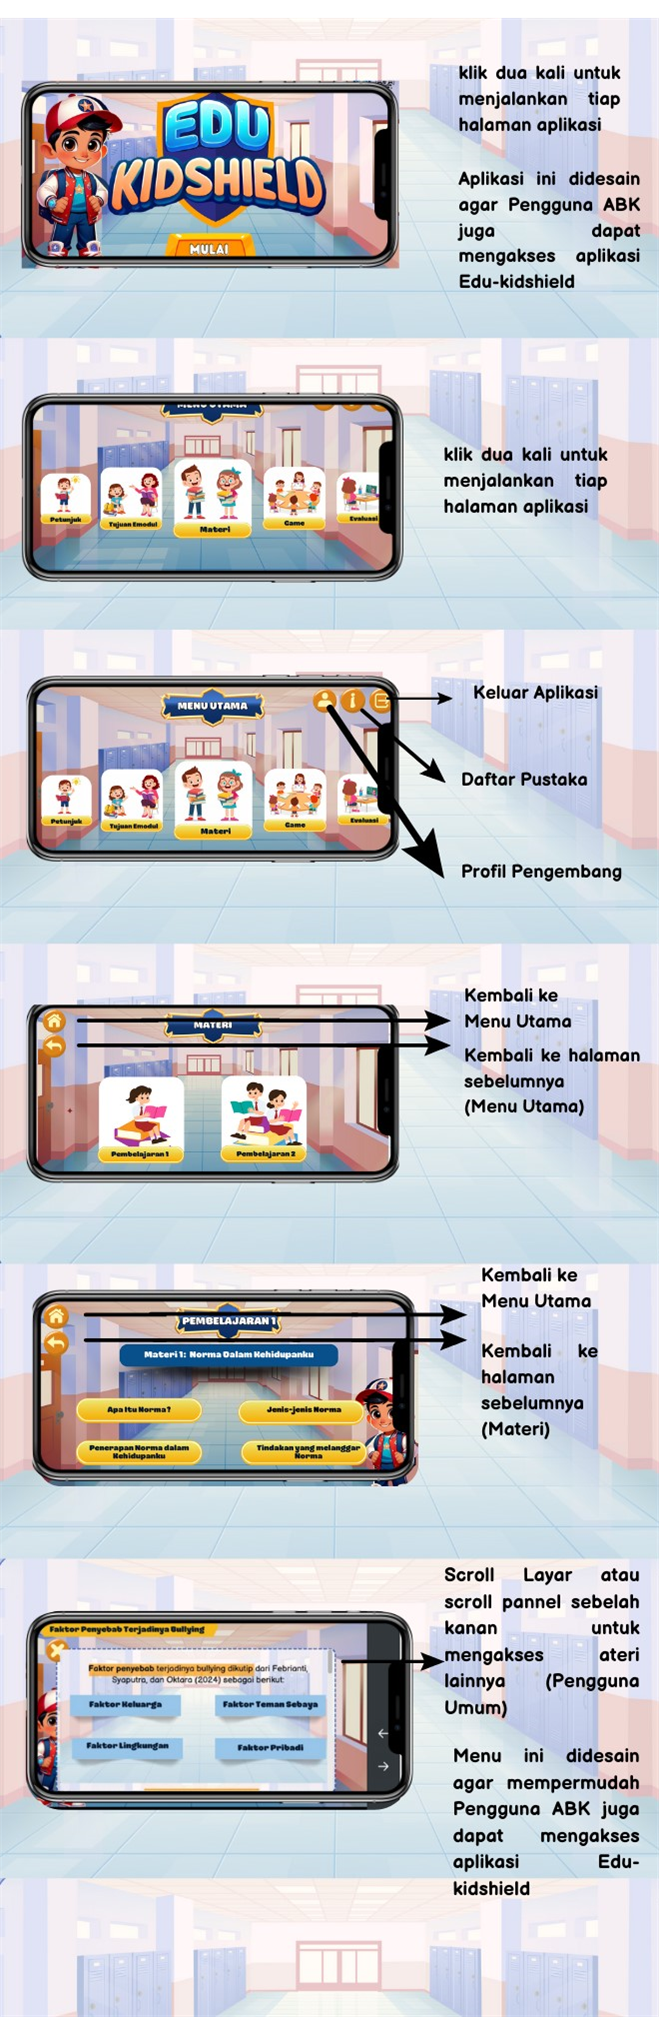 EDU
KIDSHIELD
MULAI
klik dua kali untuk
menjalankan tiap
halaman aplikasi
Aplikasi ini didesain
agar Pengguna ABK
juga dapat
mengakses aplikasi
Edu-kidshield
MENU UTAMA
Petunjuk
Tujuan Emodul
Materi
Game
Evaluasi
klik dua kali untuk
menjalankan tiap
halaman aplikasi
MENU UTAMA
Petunjuk
Tujuan Emodul
Materi
Game
Evaluasi
Keluar Aplikasi
Daftar Pustaka
Profil Pengembang
MATERI
Pembelajaran 1
Pembelajaran 2
Kembali ke
Menu Utama
Kembali ke halaman
sebelumnya
(Menu Utama)
PEMBELAJARAN 1
Materi 1: Norma Dalam Kehidupanku
Apa Itu Norma?
Jenis-jenis Norma
Penerapan Norma dalam
Kehidupanku
Tindakan yang melanggar
Norma
Kembali ke
Menu Utama
Kembali ke
halaman
sebelumnya
(Materi)
Faktor Penyebab Terjadinya Bullying
Faktor penyebab terjadinya bullying dikutip dari Febrianti,
Syaputra, dan Oktara (2024) sebagai berikut:
Faktor Keluarga
Faktor Teman Sebaya
Faktor Lingkungan
Faktor Pribadi
Scroll Layar atau
scroll pannel sebelah
kanan untuk
mengakses ateri
lainnya (Pengguna
Umum)
Menu ini didesain
agar mempermudah
Pengguna ABK juga
dapat mengakses
aplikasi Edu-
kidshield